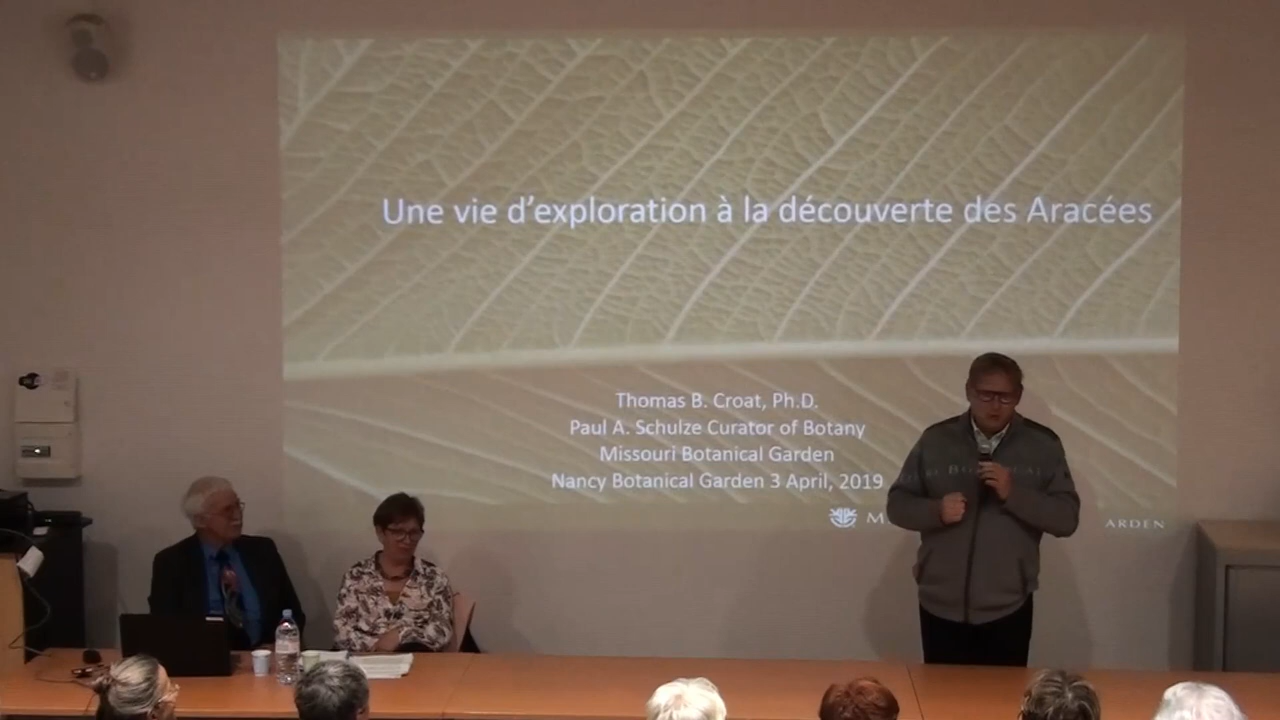 Une vie d'exploration à la découverte des Aracées
Thomas B. Croat, Ph.D.
Paul A. Schulze Curator of Botany
Missouri Botanical Garden
Nancy Botanical Garden 3 April, 2019
ARDEN